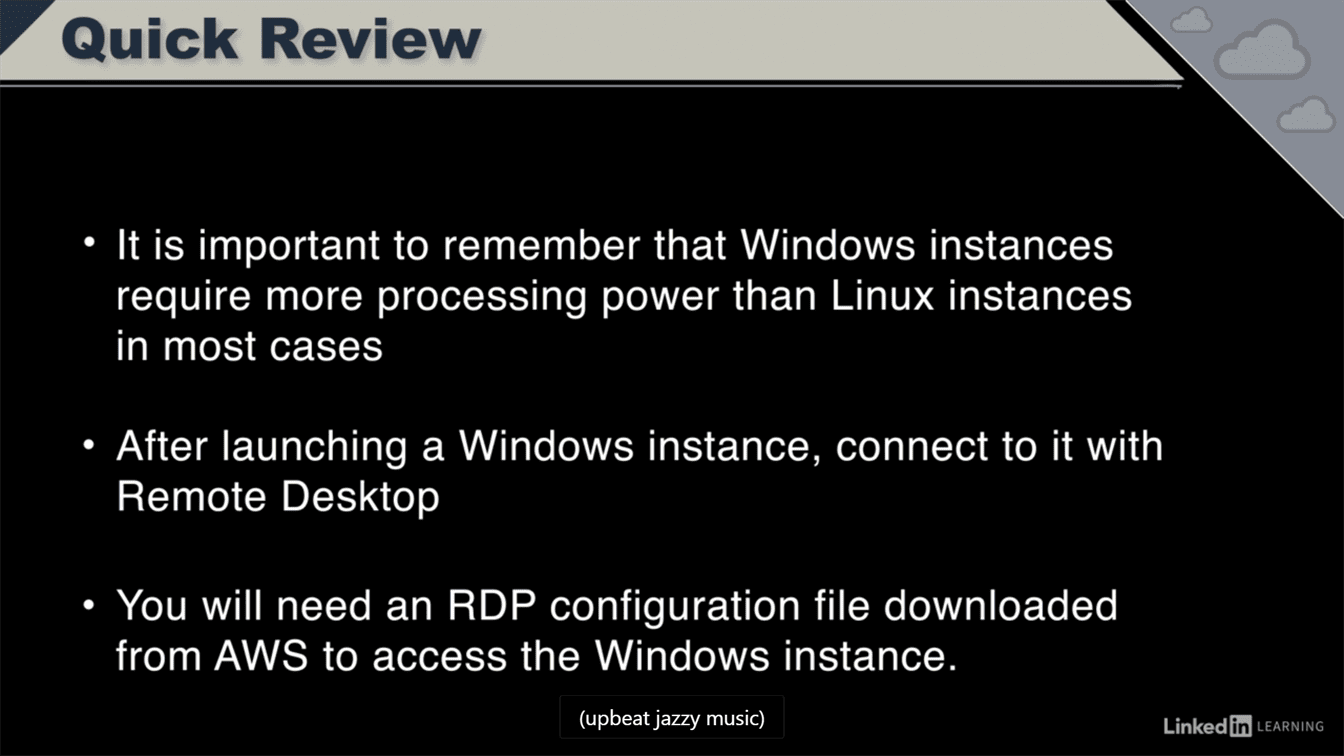 Quick Review
• It is important to remember that Windows instances
require more processing power than Linux instances
in most cases
• After launching a Windows instance, connect to it with
Remote Desktop
• You will need an RDP configuration file downloaded
from AWS to access the Windows instance.
(upbeat jazzy music)
LinkedIn LEARNING